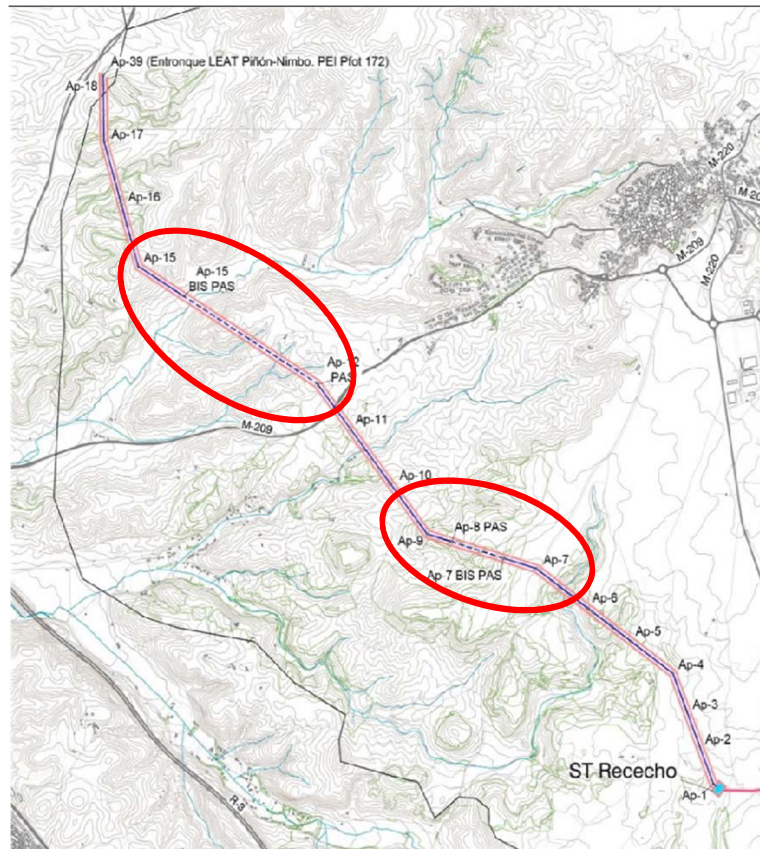 Ap-39 (Entronque LEAT Piñón-Nimbo. PEI Pfot 172)
Ap-18
Ap-17
M-220
Ap-16
M-209
M-220
Ap-15
Ap-15
BIS PAS
Ap-12
PAS
Ap-11
M-209
Ap-10
Ap-8 PAS
Ap-9
Ap-7
Ap-7 BIS PAS
Ap-6
Ap-5
Ap-4
Ap-3
Ap-2
ST Rececho
Ap-1
R-3